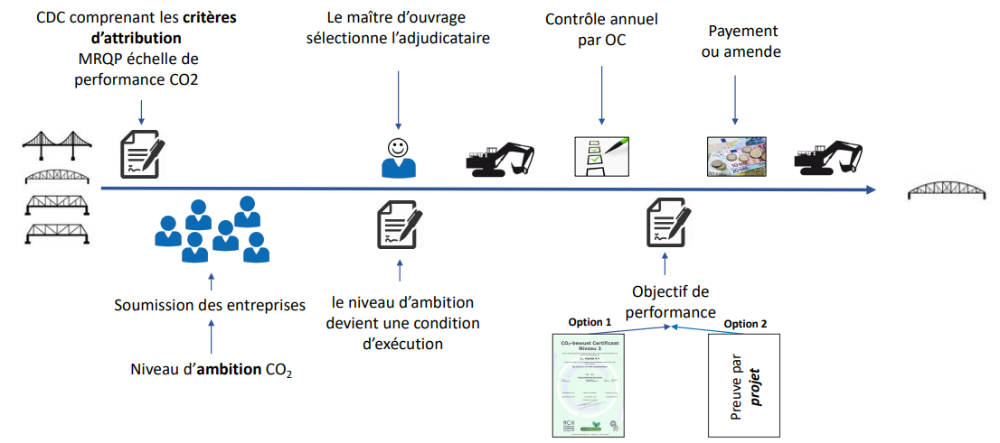 CDC comprenant les critères
d’attribution
MRQP échelle de
performance CO2
Le maître d’ouvrage
sélectionne l’adjudicataire
Contrôle annuel
par OC
Payement
ou amende
Soumission des entreprises
Niveau d’ambition CO₂
le niveau d’ambition
devient une condition
d’exécution
Objectif de
performance
Option 1
Option 2
CO₂-bewust Certificaat
Niveau 3
Preuve par
projet